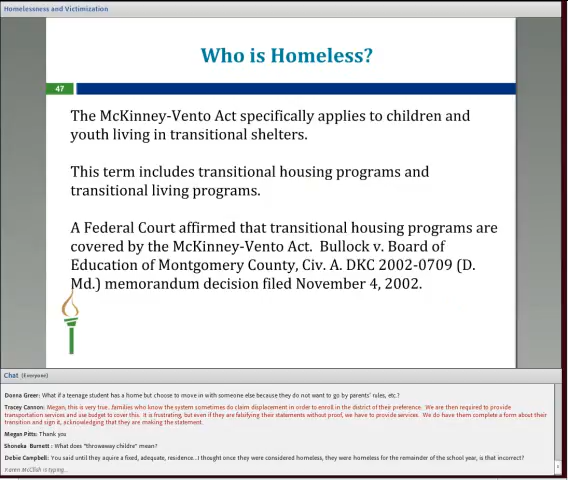 Homelessness and Victimization
Who is Homeless?
47
The McKinney-Vento Act specifically applies to children and
youth living in transitional shelters.
This term includes transitional housing programs and
transitional living programs.
A Federal Court affirmed that transitional housing programs are
covered by the McKinney-Vento Act.  Bullock v. Board of
Education of Montgomery County, Civ. A. DKC 2002-0709 (D.
Md.) memorandum decision filed November 4, 2002.
Chat (Everyone)
Donna Greer: What if a teenage student has a home but choose to move in with someone else because they do not want to go by parents' rules, etc.?
Tracey Cannon: Megan, this is very true...families who know the system sometimes do claim displacement in order to enroll in the district of their preference.  We are then required to provide
transportation services and use budget to cover this.  It is frustrating, but even if they are falsifying their statements without proof, we have to provide services.  We do have them complete a form about their
transition and sign it, acknowledging that they are making the statement.
Megan Pitts: Thank you
Shoneka Barnett : What does "throwaway childre" mean?
Debie Campbell: You said until they aquire a fixed, adequate, residence...I thought once they were considered homeless, they were homeless for the remainder of the school year, is that incorrect?
is typing...